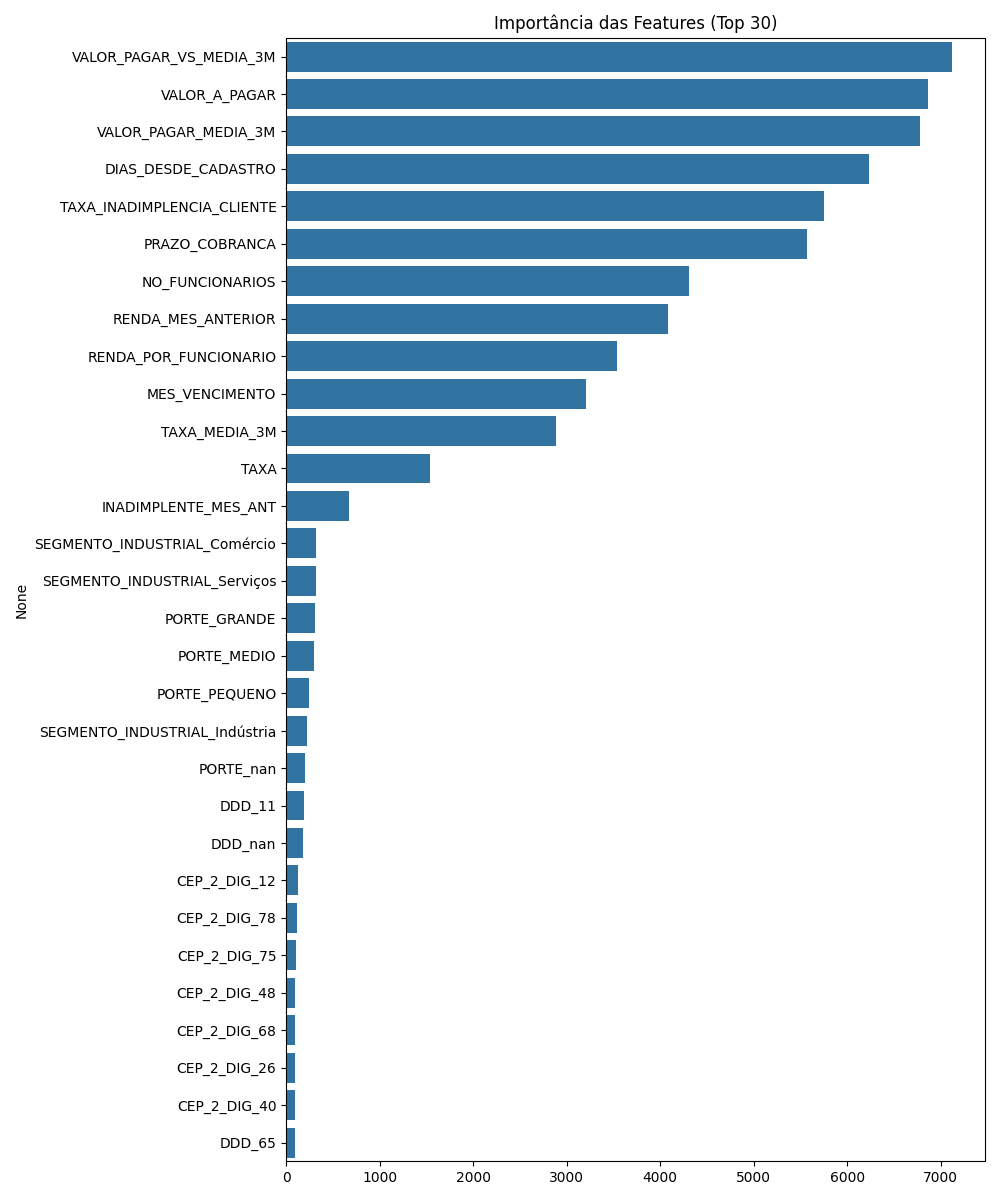 Importância das Features (Top 30)
VALOR_PAGAR_VS_MEDIA_3M
VALOR_A_PAGAR
VALOR_PAGAR_MEDIA_3M
DIAS_DESDE_CADASTRO
TAXA_INADIMPLENCIA_CLIENTE
PRAZO_COBRANCA
NO_FUNCIONARIOS
RENDA_MES_ANTERIOR
RENDA_POR_FUNCIONARIO
MES_VENCIMENTO
TAXA_MEDIA_3M
TAXA
INADIMPLENTE_MES_ANT
SEGMENTO_INDUSTRIAL_Comércio
SEGMENTO_INDUSTRIAL_Serviços
None
PORTE_GRANDE
PORTE_MEDIO
PORTE_PEQUENO
SEGMENTO_INDUSTRIAL_Indústria
PORTE_nan
DDD_11
DDD_nan
CEP_2_DIG_12
CEP_2_DIG_78
CEP_2_DIG_75
CEP_2_DIG_48
CEP_2_DIG_68
CEP_2_DIG_26
CEP_2_DIG_40
DDD_65
0 1000 2000 3000 4000 5000 6000 7000